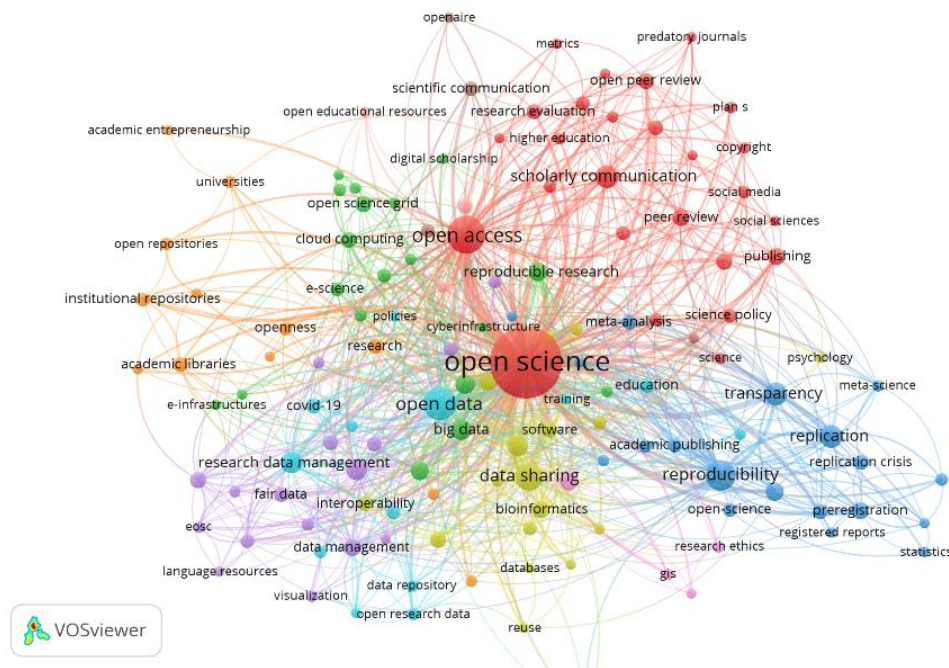 openaire
metrics
predatory journals
scientific communication
open peer review
open educational resources
research evaluation
plan s
academic entrepreneurship
higher education
copyright
digital scholarship
universities
scholarly communication
social media
open science grid
peer review
social sciences
open repositories
cloud computing
open access
publishing
reproducible research
e-science
institutional repositories
policies
cyberinfrastructure
meta-analysis
science policy
openness
research
open science
science
psychology
academic libraries
education
meta-science
e-infrastructures
covid-19
open data
training
transparency
big data
software
academic publishing
replication
research data management
data sharing
reproducibility
replication crisis
fair data
interoperability
bioinformatics
open-science
preregistration
eosc
registered reports
data management
research ethics
statistics
language resources
databases
gis
visualization
data repository
open research data
reuse
VOSviewer